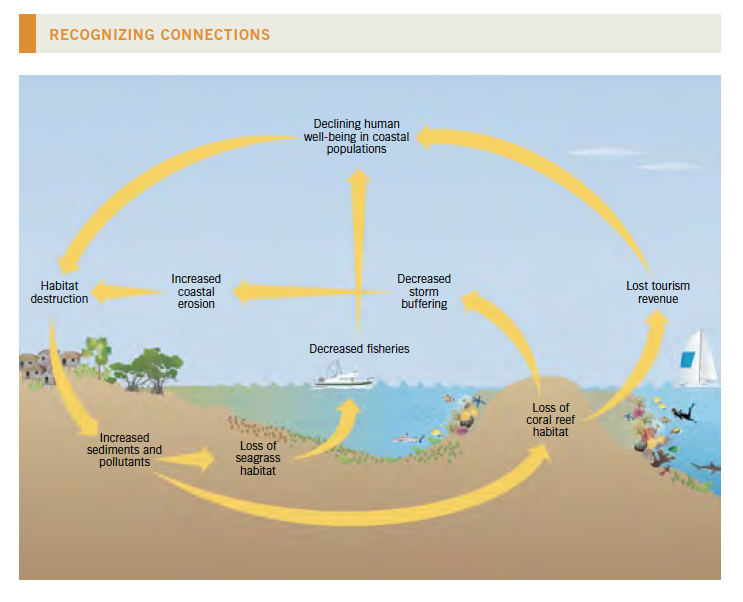 RECOGNIZING CONNECTIONS
Declining human
well-being in coastal
populations
Habitat
destruction
Increased
coastal
erosion
Decreased
storm
buffering
Lost tourism
revenue
Decreased fisheries
Loss of
coral reef
habitat
Increased
sediments and
pollutants
Loss of
seagrass
habitat